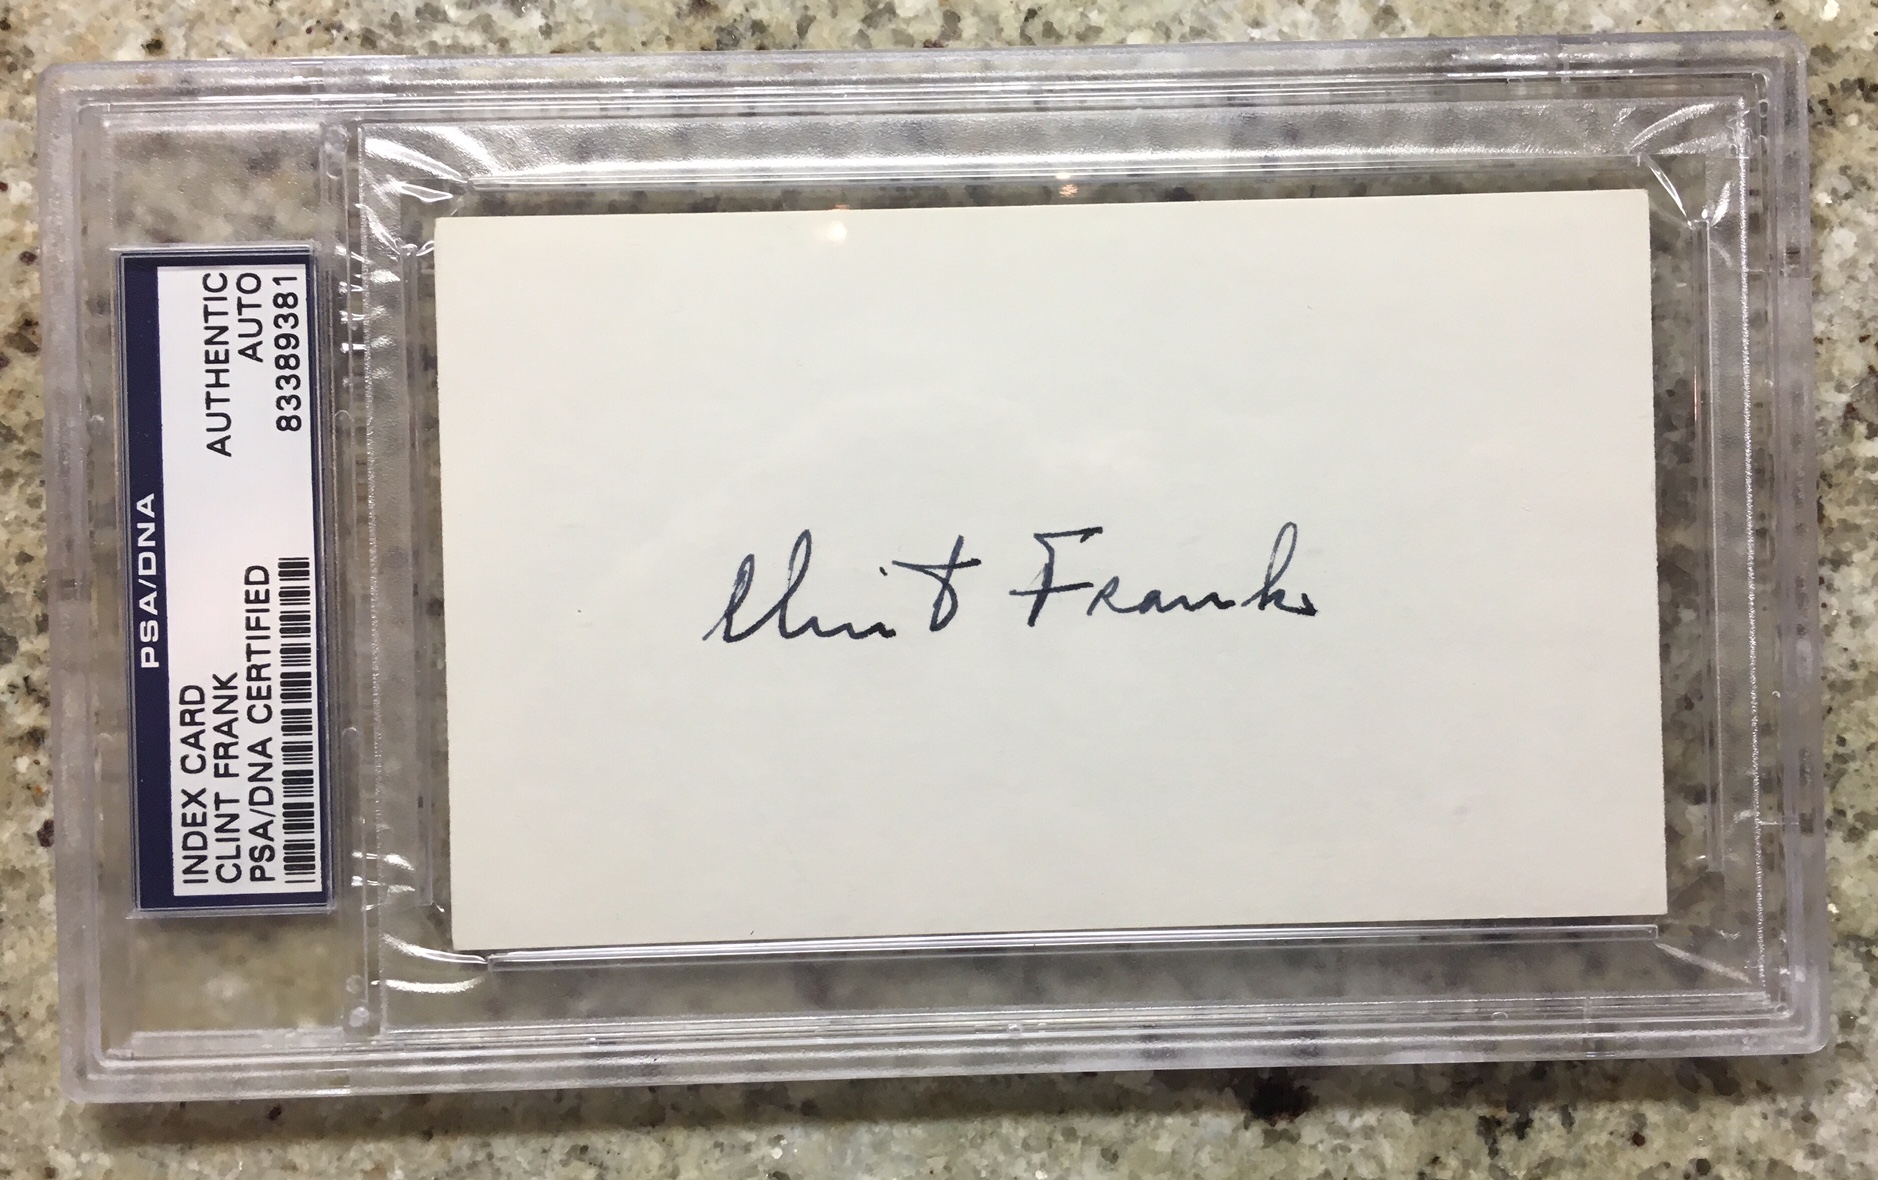 PSA/DNA
INDEX CARD
CLINT FRANK
PSA/DNA CERTIFIED
AUTHENTIC
AUTO
83389381
Clint Frank